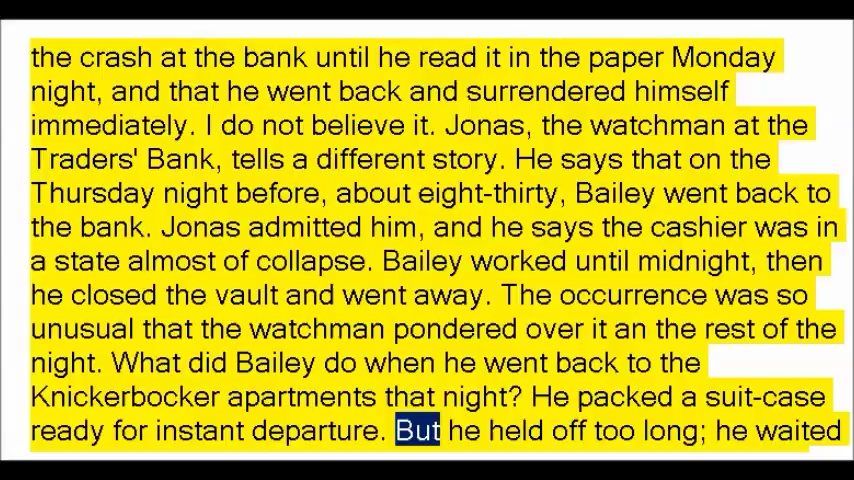 the crash at the bank until he read it in the paper Monday
night, and that he went back and surrendered himself
immediately. I do not believe it. Jonas, the watchman at the
Traders' Bank, tells a different story. He says that on the
Thursday night before, about eight-thirty, Bailey went back to
the bank. Jonas admitted him, and he says the cashier was in
a state almost of collapse. Bailey worked until midnight, then
he closed the vault and went away. The occurrence was so
unusual that the watchman pondered over it an the rest of the
night. What did Bailey do when he went back to the
Knickerbocker apartments that night? He packed a suit-case
ready for instant departure. But he held off too long; he waited